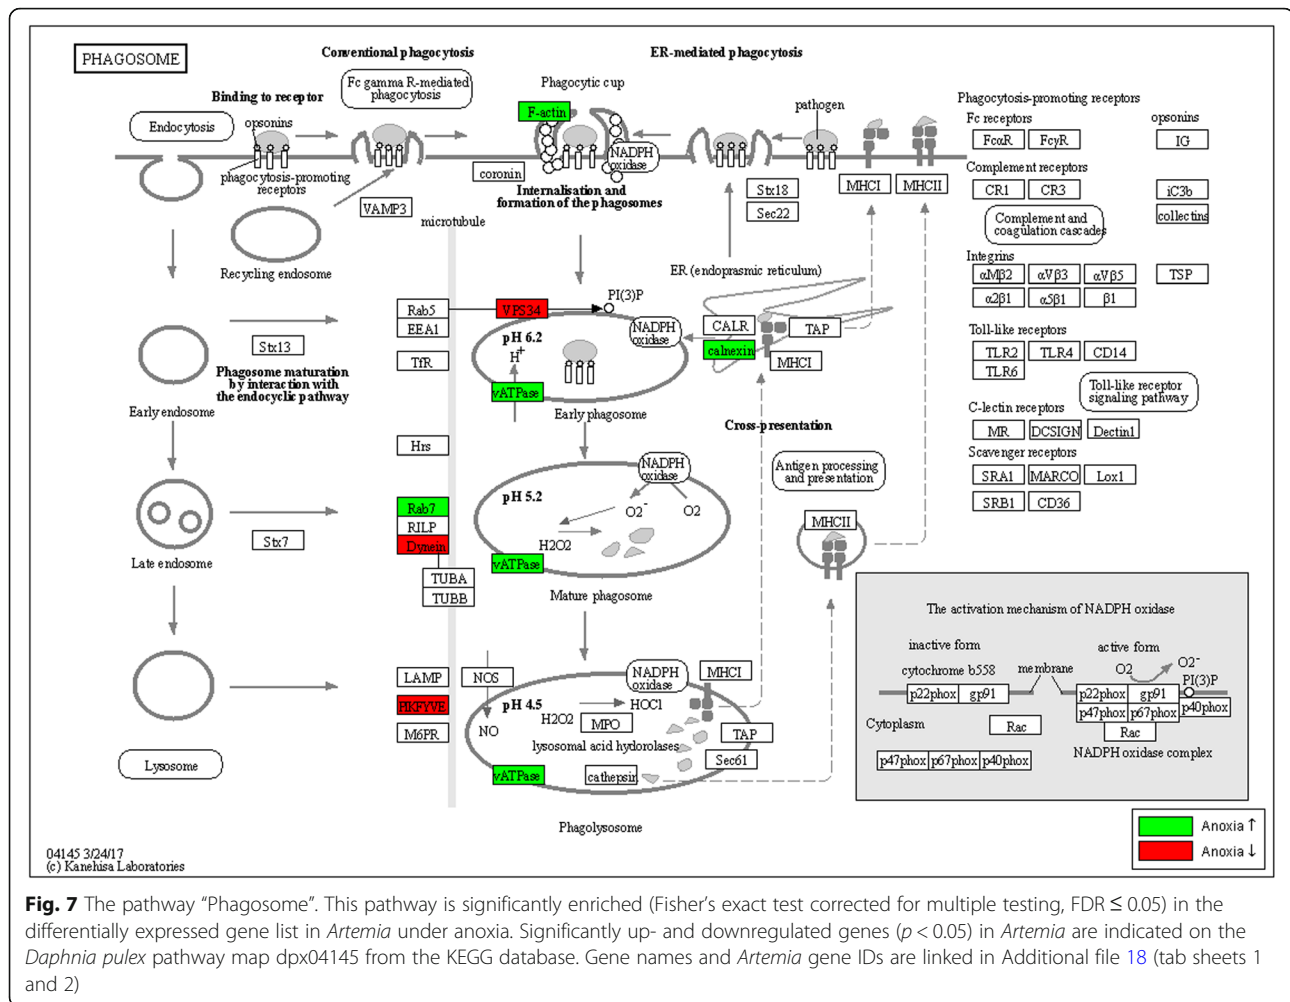 PHAGOSOME
Conventional phagocytosis
ER-mediated phagocytosis
Fc gamma R-mediated
phagocytosis
Phagocytic cup
Binding to receptor
F-actin
pathogen
Endocytosis
opsonins
NADPH
oxidase
phagocytosis-promoting
receptors
coronin
Internalisation and
formation of the phagosomes
Stx18
Sec22
MHCI
MHCII
VAMP3
microtubule
Recycling endosome
ER (endoprasmic reticulum)
Phagocytosis-promoting receptors
Fc receptors
opsonins
FcαR
FcγR
IG
Complement receptors
CR1
CR3
iC3b
collectins
Complement and
coagulation cascades
Integrins
αMβ2
αVβ3
αVβ5
TSP
α2β1
α5β1
β1
Toll-like receptors
TLR2
TLR4
CD14
TLR6
Toll-like receptor
signaling pathway
C-lectin receptors
MR
DCSIGN
Dectin1
Scavenger receptors
SRA1
MARCO
Lox1
SRB1
CD36
Rab5
EEA1
VPS34
PI(3)P
NADPH
oxidase
CALR
calnexin
TAP
MHCI
Stx13
TfR
pH 6.2
H+
vATPase
Phagosome maturation
by interaction with
the endocyclic pathway
Early endosome
Early phagosome
Cross-presentation
Hrs
NADPH
oxidase
Antigen processing
and presentation
pH 5.2
O2-
O2
H2O2
vATPase
Rab7
RILP
Dynein
TUBA
TUBB
Stx7
MHCII
Late endosome
Mature phagosome
LAMP
NOS
NADPH
oxidase
MHCI
PIKFYVE
pH 4.5
H2O2
HOCl
MPO
M6PR
NO
lysosomal acid hydorolases
TAP
Sec61
vATPase
cathepsin
Lysosome
Phagolysosome
The activation mechanism of NADPH oxidase
inactive form
active form
cytochrome b558
membrane
O2
O2-
PI(3)P
p22phox
gp91
p22phox
gp91
p47phox
p67phox
p40phox
Cytoplasm
Rac
Rac
NADPH oxidase complex
p47phox
p67phox
p40phox
Anoxia ↑
Anoxia ↓
04145 3/24/17
(c) Kanehisa Laboratories
Fig. 7 The pathway “Phagosome”. This pathway is significantly enriched (Fisher’s exact test corrected for multiple testing, FDR ≤ 0.05) in the
differentially expressed gene list in Artemia under anoxia. Significantly up- and downregulated genes (p < 0.05) in Artemia are indicated on the
Daphnia pulex pathway map dpx04145 from the KEGG database. Gene names and Artemia gene IDs are linked in Additional file 18 (tab sheets 1
and 2)